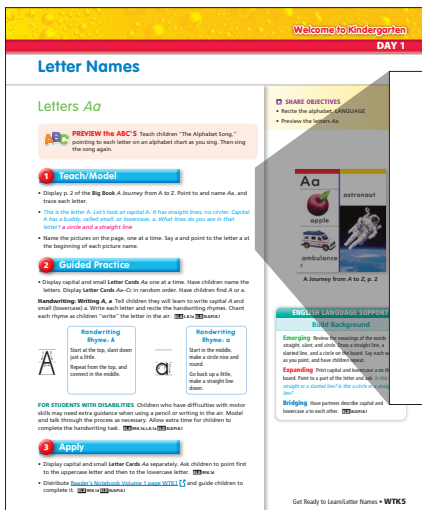 Welcome to Kindergarten
DAY 1
Letter Names
Letters Aa
ABC
PREVIEW the ABC'S Teach children "The Alphabet Song,"
pointing to each letter on an alphabet chart as you sing. Then sing
the song again.
1 Teach/Model
• Display p. 2 of the Big Book A Journey from A to Z. Point to and name Aa, and
trace each letter.
• This is the letter A. Let's look at capital A. It has straight lines, no circles. Capital
A has a buddy, called small, or lowercase, a. What lines do you see in that
letter? a circle and a straight line
• Name the pictures on the page, one at a time. Say a and point to the letter a at
the beginning of each picture name.
2 Guided Practice
• Display capital and small Letter Cards Aa one at a time. Have children name the
letters. Display Letter Cards Aa–Cc in random order. Have children find A or a.
Handwriting: Writing A, a Tell children they will learn to write capital A and
small (lowercase) a. Write each letter and recite the handwriting rhymes. Chant
each rhyme as children "write" the letter in the air.
A
Handwriting
Rhyme: A
Start at the top, slant down
just a little.
Repeat from the top, and
connect in the middle.
a
Handwriting
Rhyme: a
Start in the middle,
make a circle nice and
round.
Go back up a little,
make a straight line
down.
FOR STUDENTS WITH DISABILITIES Children who have difficulties with motor
skills may need extra guidance when using a pencil or writing in the air. Model
and talk through the process as necessary. Allow extra time for children to
complete the handwriting task.
3 Apply
• Display capital and small Letter Cards Aa separately. Ask children to point first
to the uppercase letter and then to the lowercase letter.
• Distribute Reader's Notebook Volume 1 page WTK1 and guide children to
complete it.
SHARE OBJECTIVES
• Recite the alphabet. LANGUAGE
• Preview the letters Aa
Aa
apple
astronaut
ambulance
2
A Journey from A to Z, p. 2
ENGLISH LANGUAGE SUPPORT
Build Background
Emerging Review the meanings of the words
straight, slant, and circle. Draw a straight line, a
slanted line, and a circle on the board. Say each
as you point, and have children repeat.
Expanding Print capital and lowercase a on the
board. Point to a part of the letter and ask: Is this
straight or a slanted line? Is this a circle or a
line?
Bridging Have partners describe capital and
lowercase a to each other.
Get Ready to Learn/Letter Names • WTK5